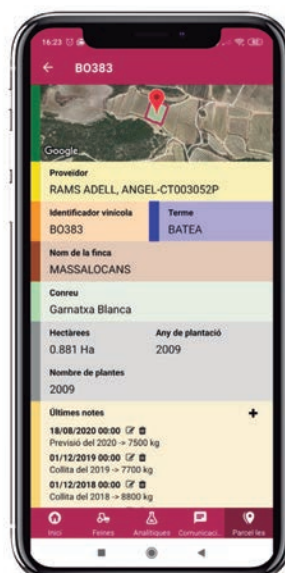 16:23
BO383
Google
Proveïdor
RAMS ADELL, ANGEL-CT003052P
Identificador vinícola
BO383
Terme
BATEA
Nom de la finca
MASSALOCANS
Conreu
Garnatxa Blanca
Hectàrees
0.881 Ha
Any de plantació
2009
Nombre de plantes
2009
Últimes notes
18/08/2020 00:00
Previsió del 2020 -> 7500 kg
01/12/2019 00:00
Collita del 2019 -> 7700 kg
01/12/2018 00:00
Collita del 2018 -> 8800 kg
Inici
Feines
Analítiques
Comunicaci...
Parcel·les